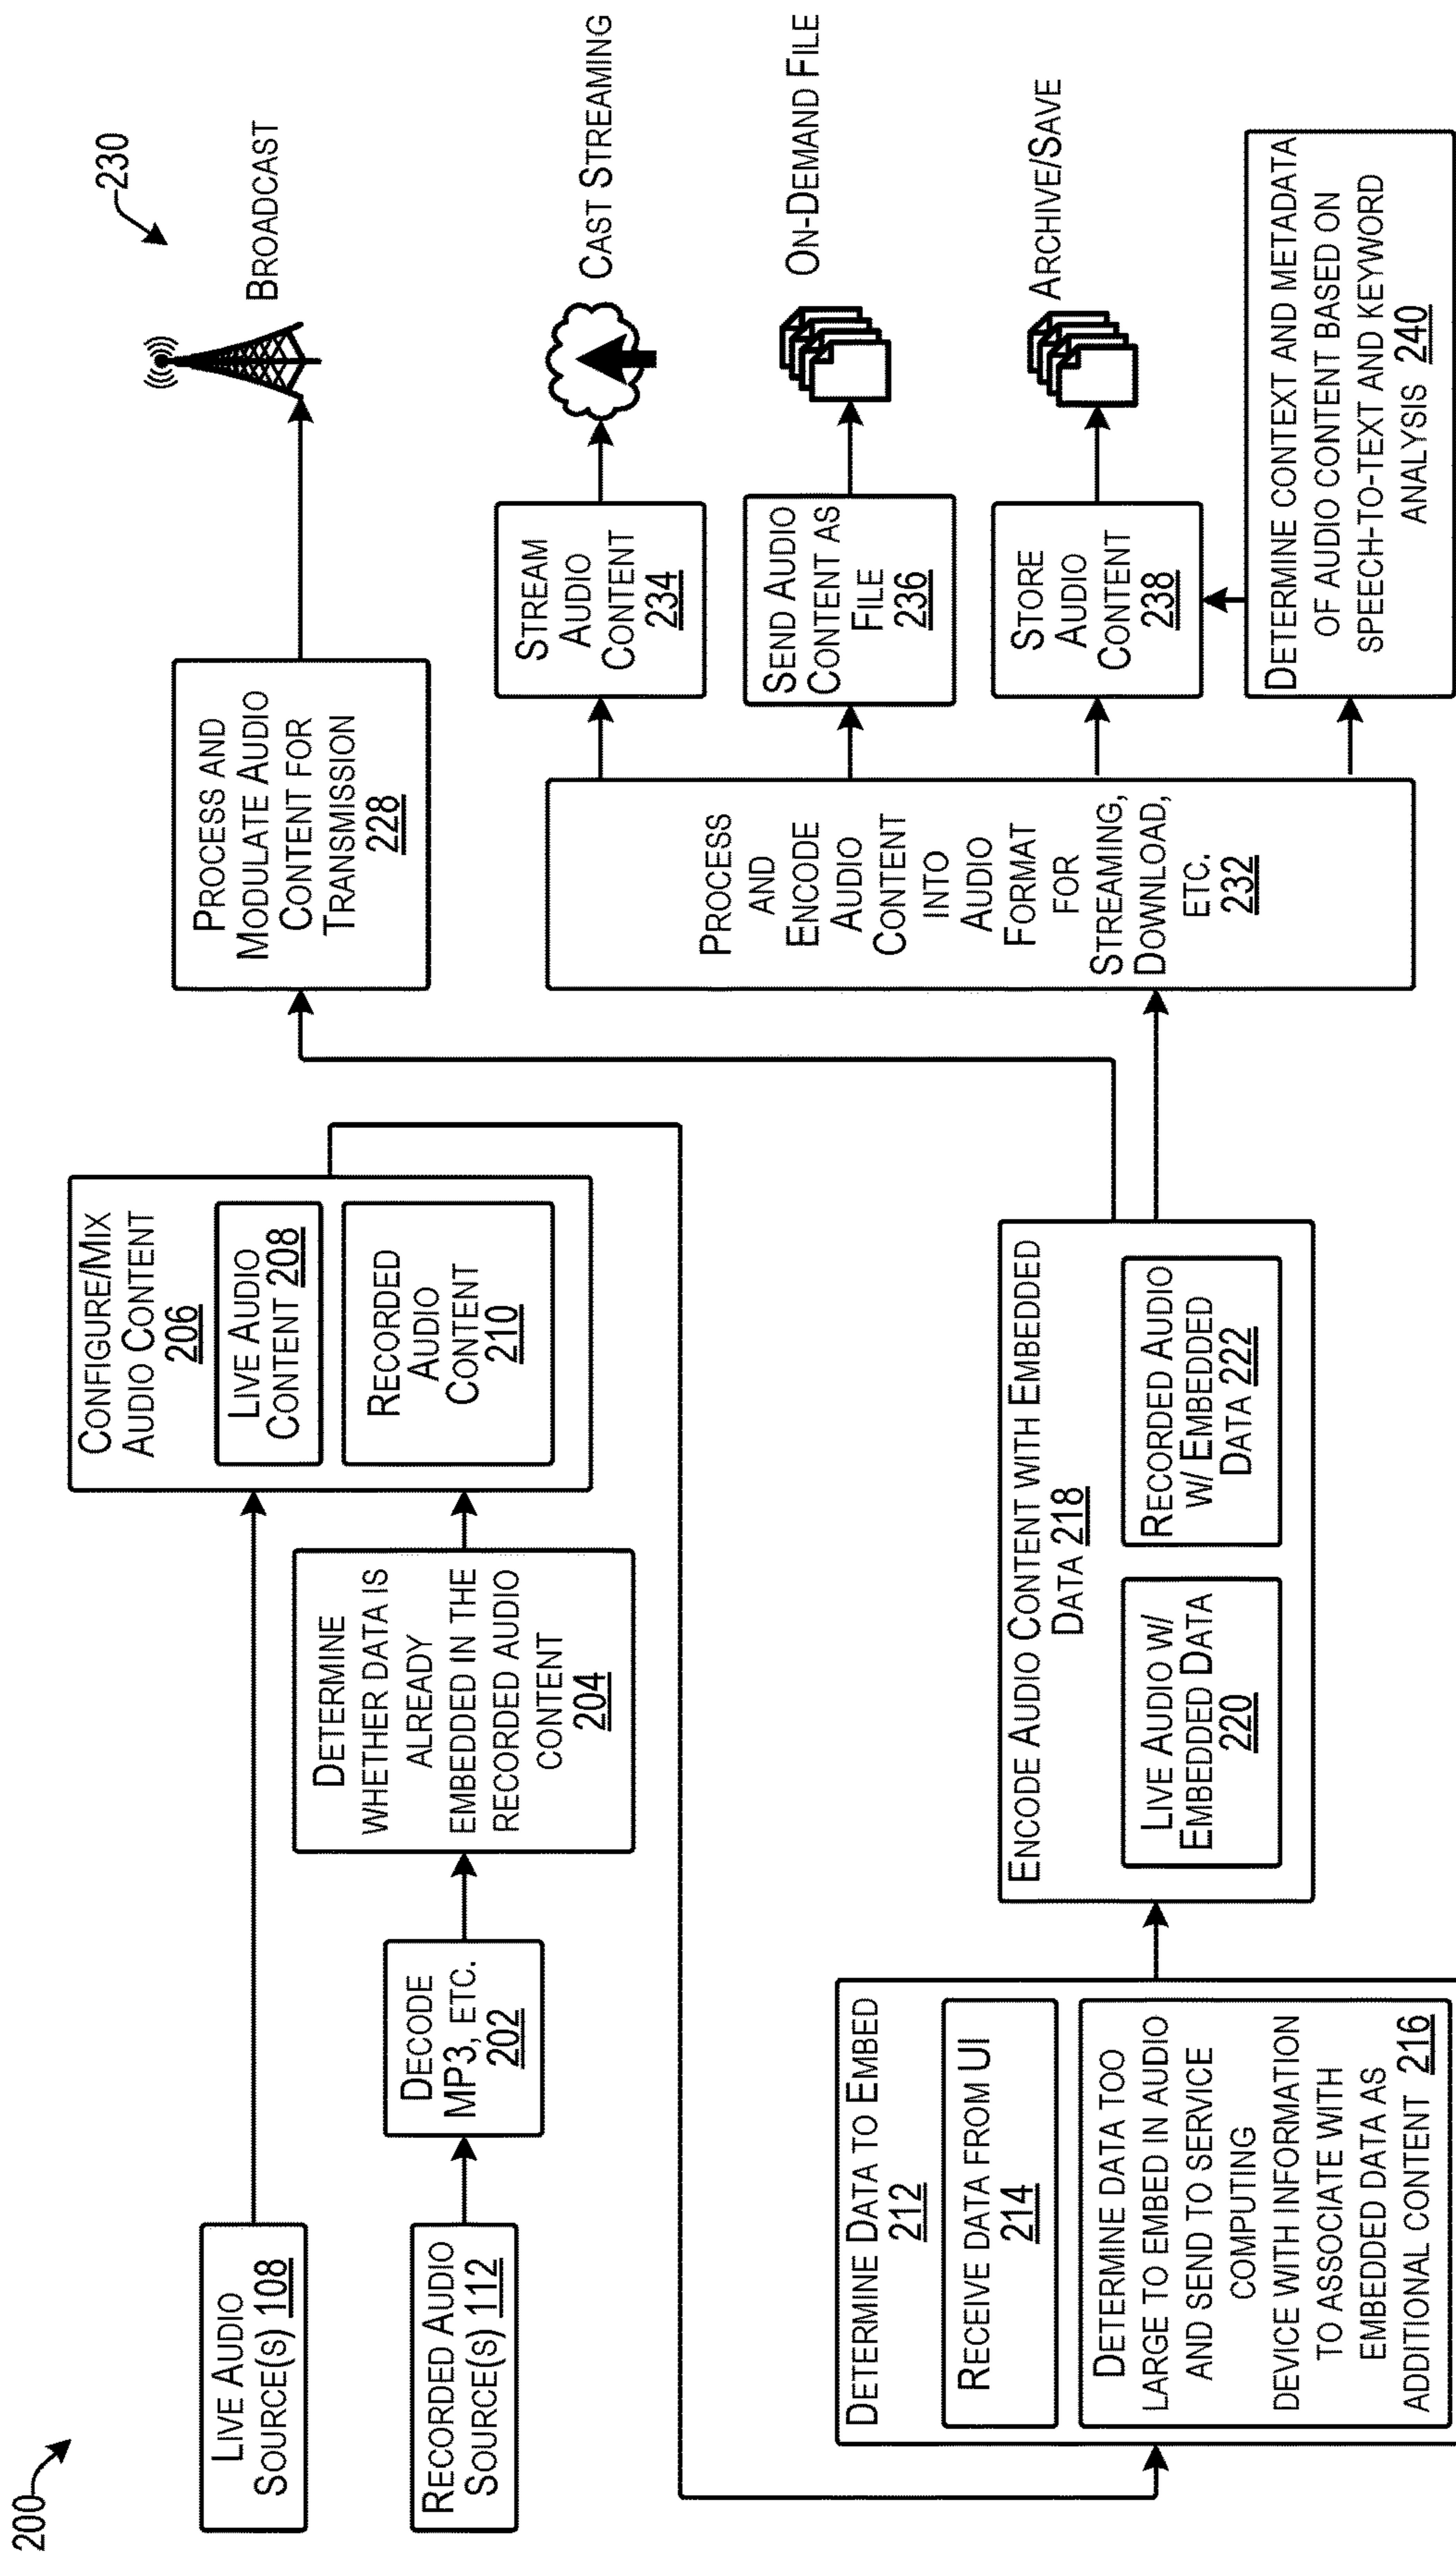 200
LIVE AUDIO
SOURCE(S) 108
RECORDED AUDIO
SOURCE(S) 112
DECODE
MP3, ETC.
202
DETERMINE
WHETHER DATA IS
ALREADY
EMBEDDED IN THE
RECORDED AUDIO
CONTENT
204
CONFIGURE/MIX
AUDIO CONTENT
206
LIVE AUDIO
CONTENT 208
RECORDED
AUDIO
CONTENT
210
DETERMINE DATA TO EMBED
212
RECEIVE DATA FROM UI
214
DETERMINE DATA TOO
LARGE TO EMBED IN AUDIO
AND SEND TO SERVICE
COMPUTING
DEVICE WITH INFORMATION
TO ASSOCIATE WITH
EMBEDDED DATA AS
ADDITIONAL CONTENT 216
ENCODE AUDIO CONTENT WITH EMBEDDED
DATA 218
LIVE AUDIO W/
EMBEDDED DATA
220
RECORDED AUDIO
W/ EMBEDDED
DATA 222
PROCESS AND
MODULATE AUDIO
CONTENT FOR
TRANSMISSION
228
230
BROADCAST
PROCESS
AND
ENCODE
AUDIO
CONTENT
INTO
AUDIO
FORMAT
FOR
STREAMING,
DOWNLOAD,
ETC.
232
STREAM
AUDIO
CONTENT
234
CAST STREAMING
SEND AUDIO
CONTENT AS
FILE
236
ON-DEMAND FILE
STORE
AUDIO
CONTENT
238
ARCHIVE/SAVE
DETERMINE CONTEXT AND METADATA
OF AUDIO CONTENT BASED ON
SPEECH-TO-TEXT AND KEYWORD
ANALYSIS 240